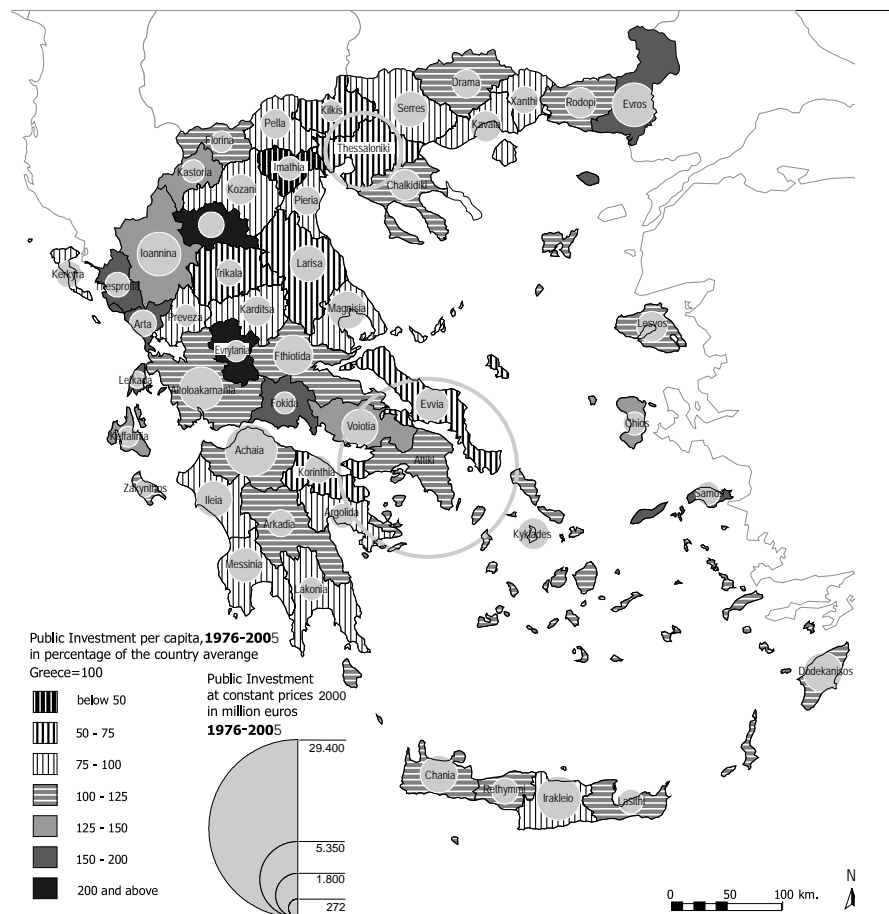 Drama
Kilkis
Serres
Xanthi
Rodopi
Evros
Pella
Kavala
Florina
Thessaloniki
Imathia
Kastoria
Kozani
Chalkidiki
Pieria
Ioannina
Larisa
Kerkyra
Trikala
Thesprotia
Magnisia
Karditsa
Preveza
Arta
Lesvos
Evrytania
Fthiotida
Lefkada
Aitoloakarnania
Fokida
Evvia
Voiotia
Chios
Kefallinia
Achaia
Attiki
Korinthia
Zakynthos
Ileia
Samos
Argolida
Arkadia
Kyklades
Messinia
Lakonia
Dodekanisos
Public Investment per capita, 1976-2005
in percentage of the country averange
Greece=100
below 50
50 - 75
75 - 100
100 - 125
125 - 150
150 - 200
200 and above
Public Investment
at constant prices 2000
in million euros
1976-2005
29.400
5.350
1.800
272
Chania
Rethymni
Irakleio
Lasithi
N
0 50 100 km.